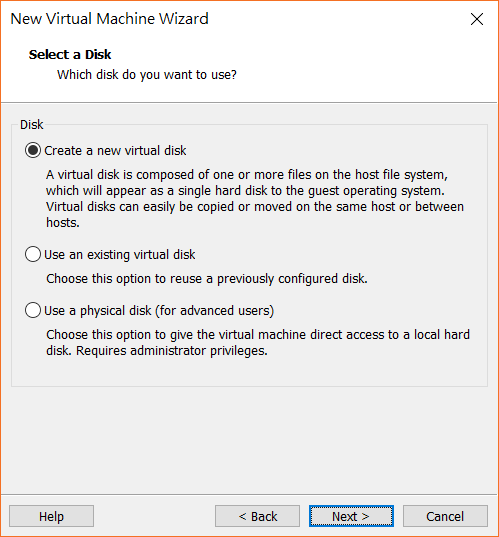 New Virtual Machine Wizard
Select a Disk
Which disk do you want to use?
Disk
Create a new virtual disk
A virtual disk is composed of one or more files on the host file system,
which will appear as a single hard disk to the guest operating system.
Virtual disks can easily be copied or moved on the same host or between
hosts.
Use an existing virtual disk
Choose this option to reuse a previously configured disk.
Use a physical disk (for advanced users)
Choose this option to give the virtual machine direct access to a local hard
disk. Requires administrator privileges.
Help
< Back
Next >
Cancel